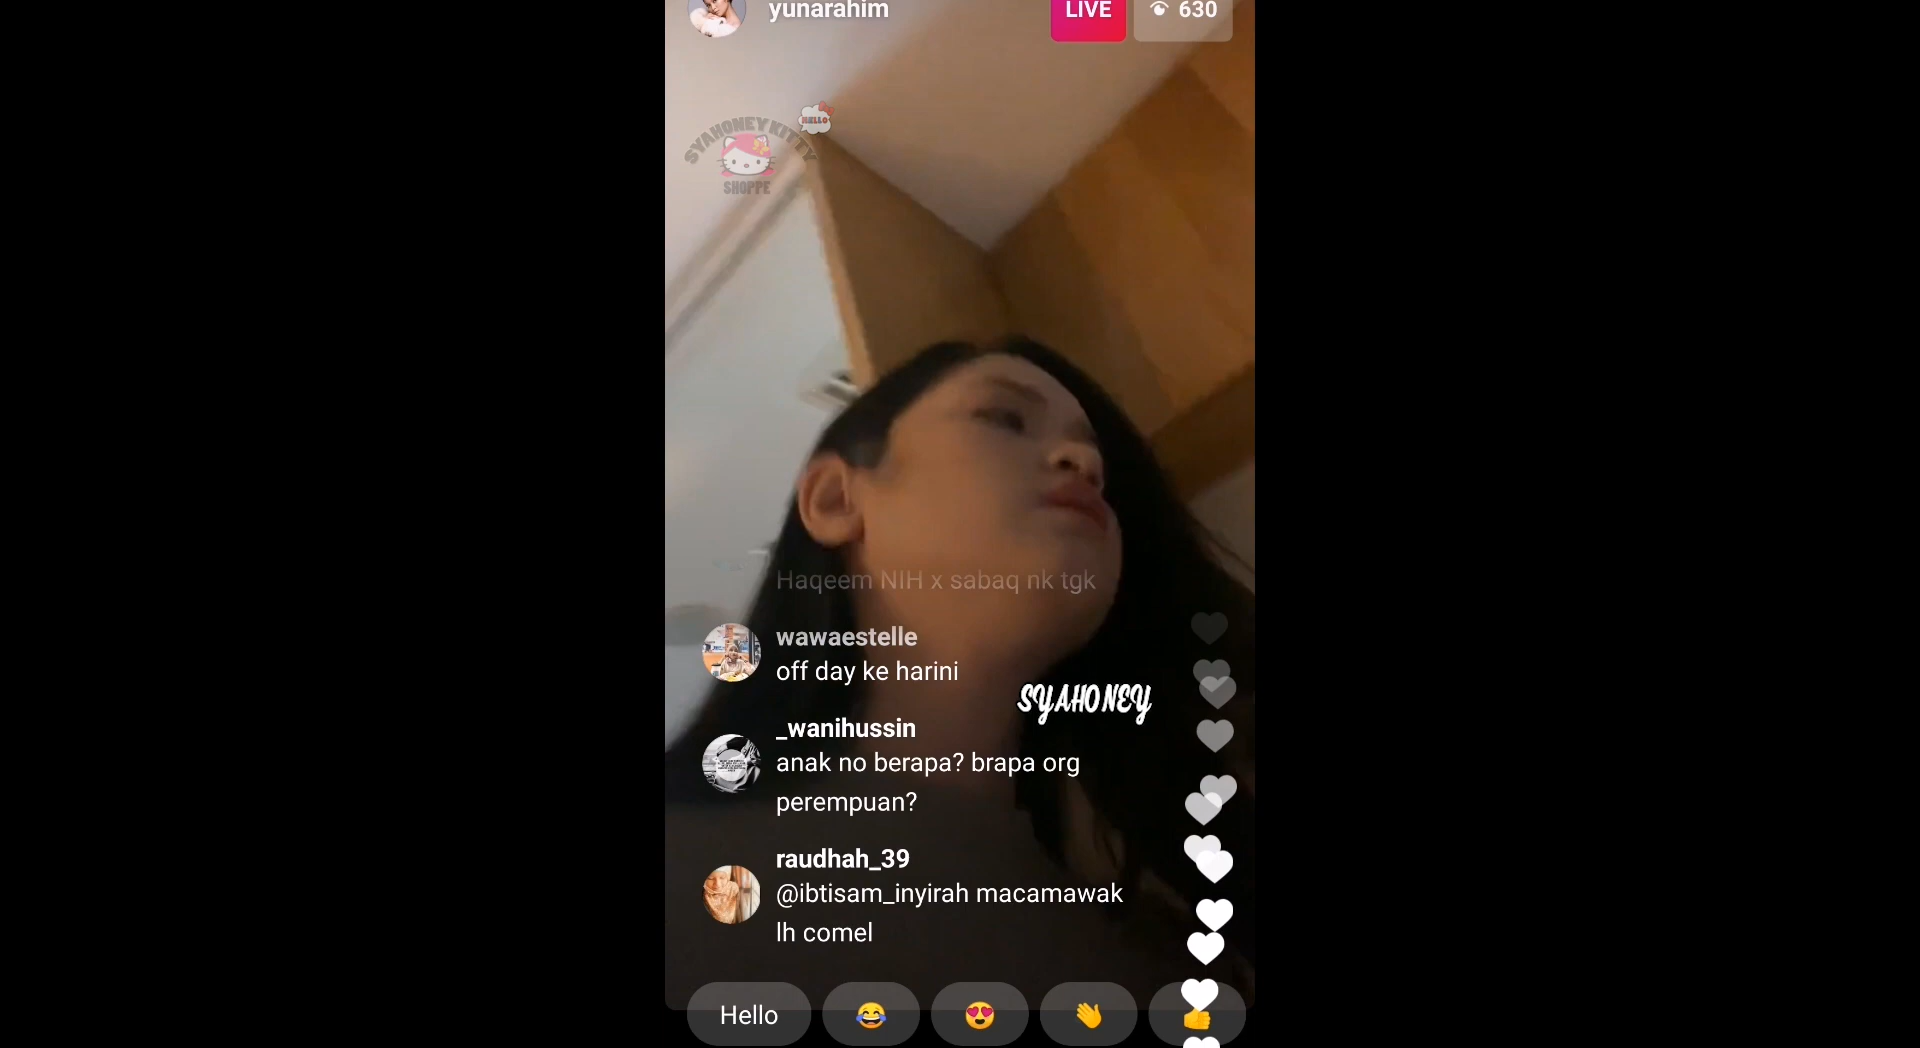 yunarahim
LIVE
630
HELLO
SYAHONEY KITTY
SHOPPE
Haqeem NIH x sabaq nk tgk
wawaestelle
off day ke harini
SYAHONEY
_wanihussin
anak no berapa? brapa org
perempuan?
raudhah_39
@ibtisam_inyirah macamawak
lh comel
Hello